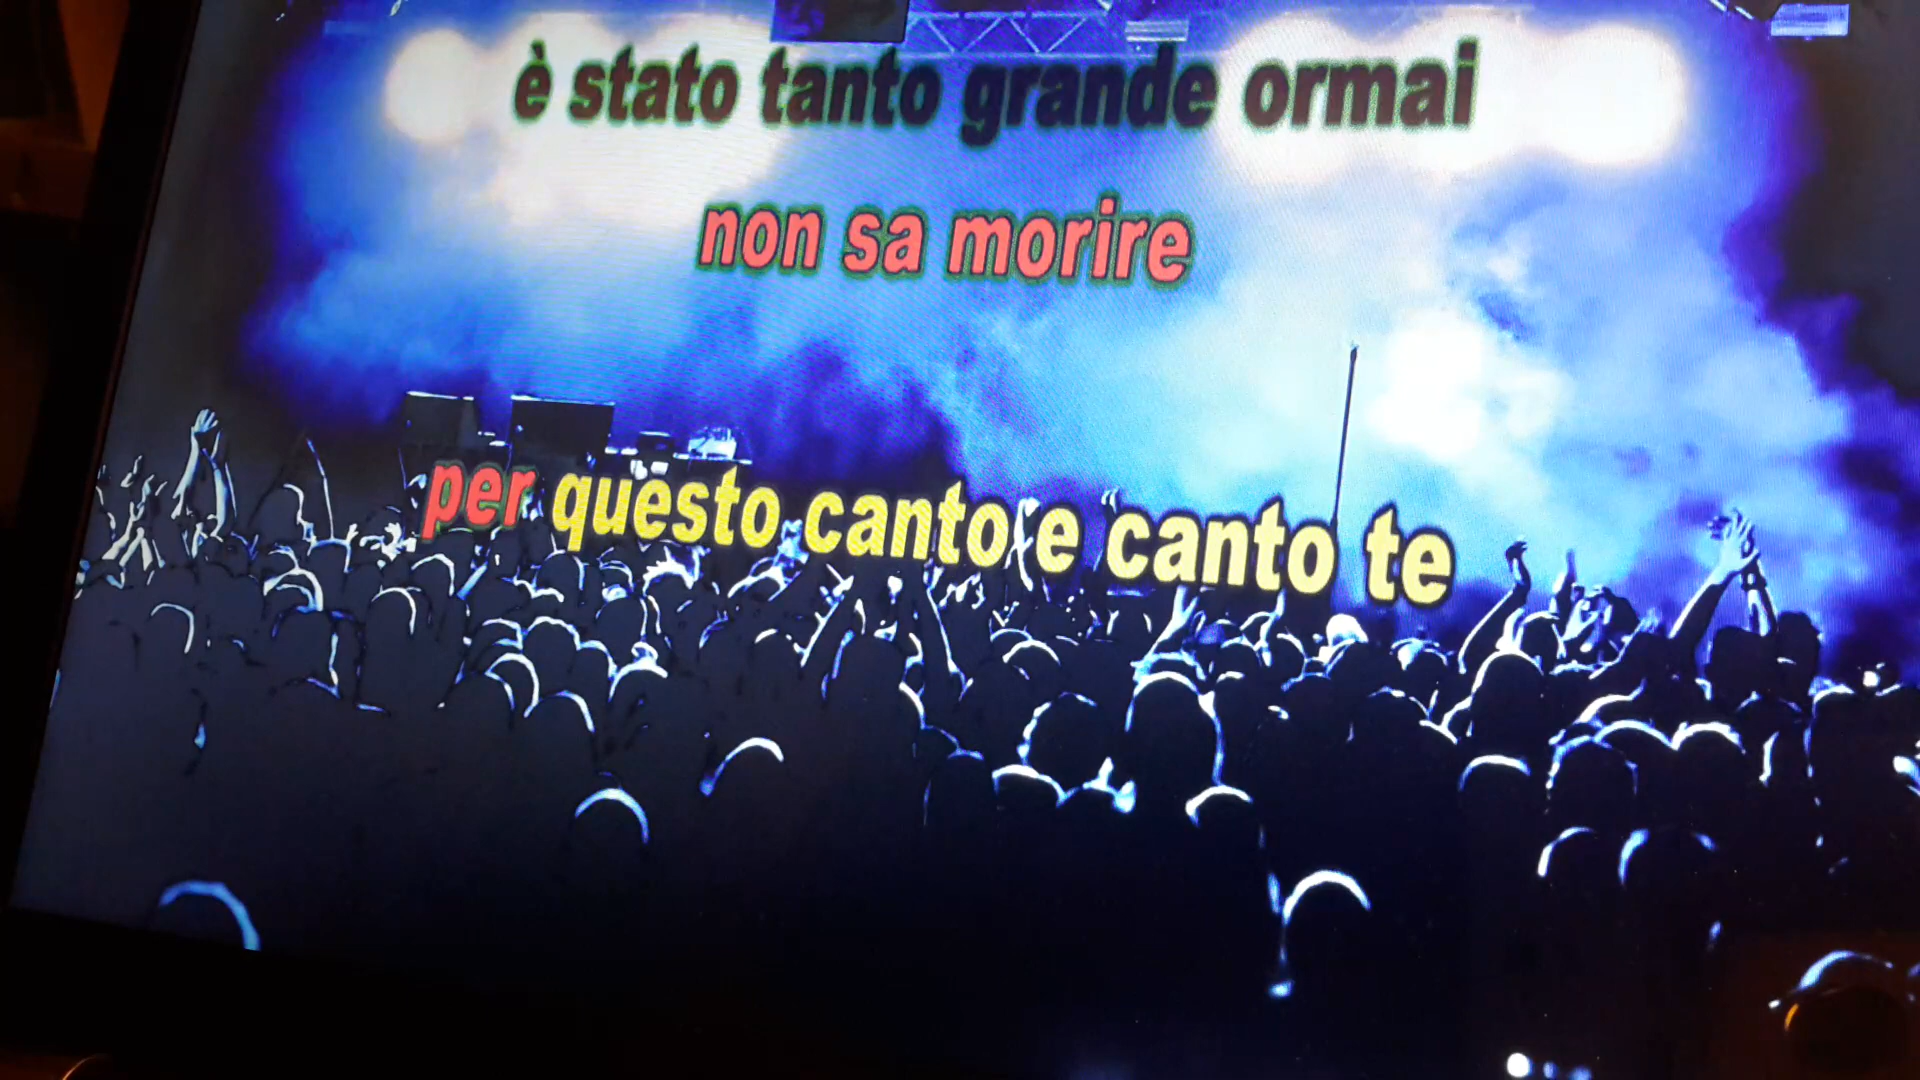 è stato tanto grande ormai
non sa morire
per questo canto e canto te